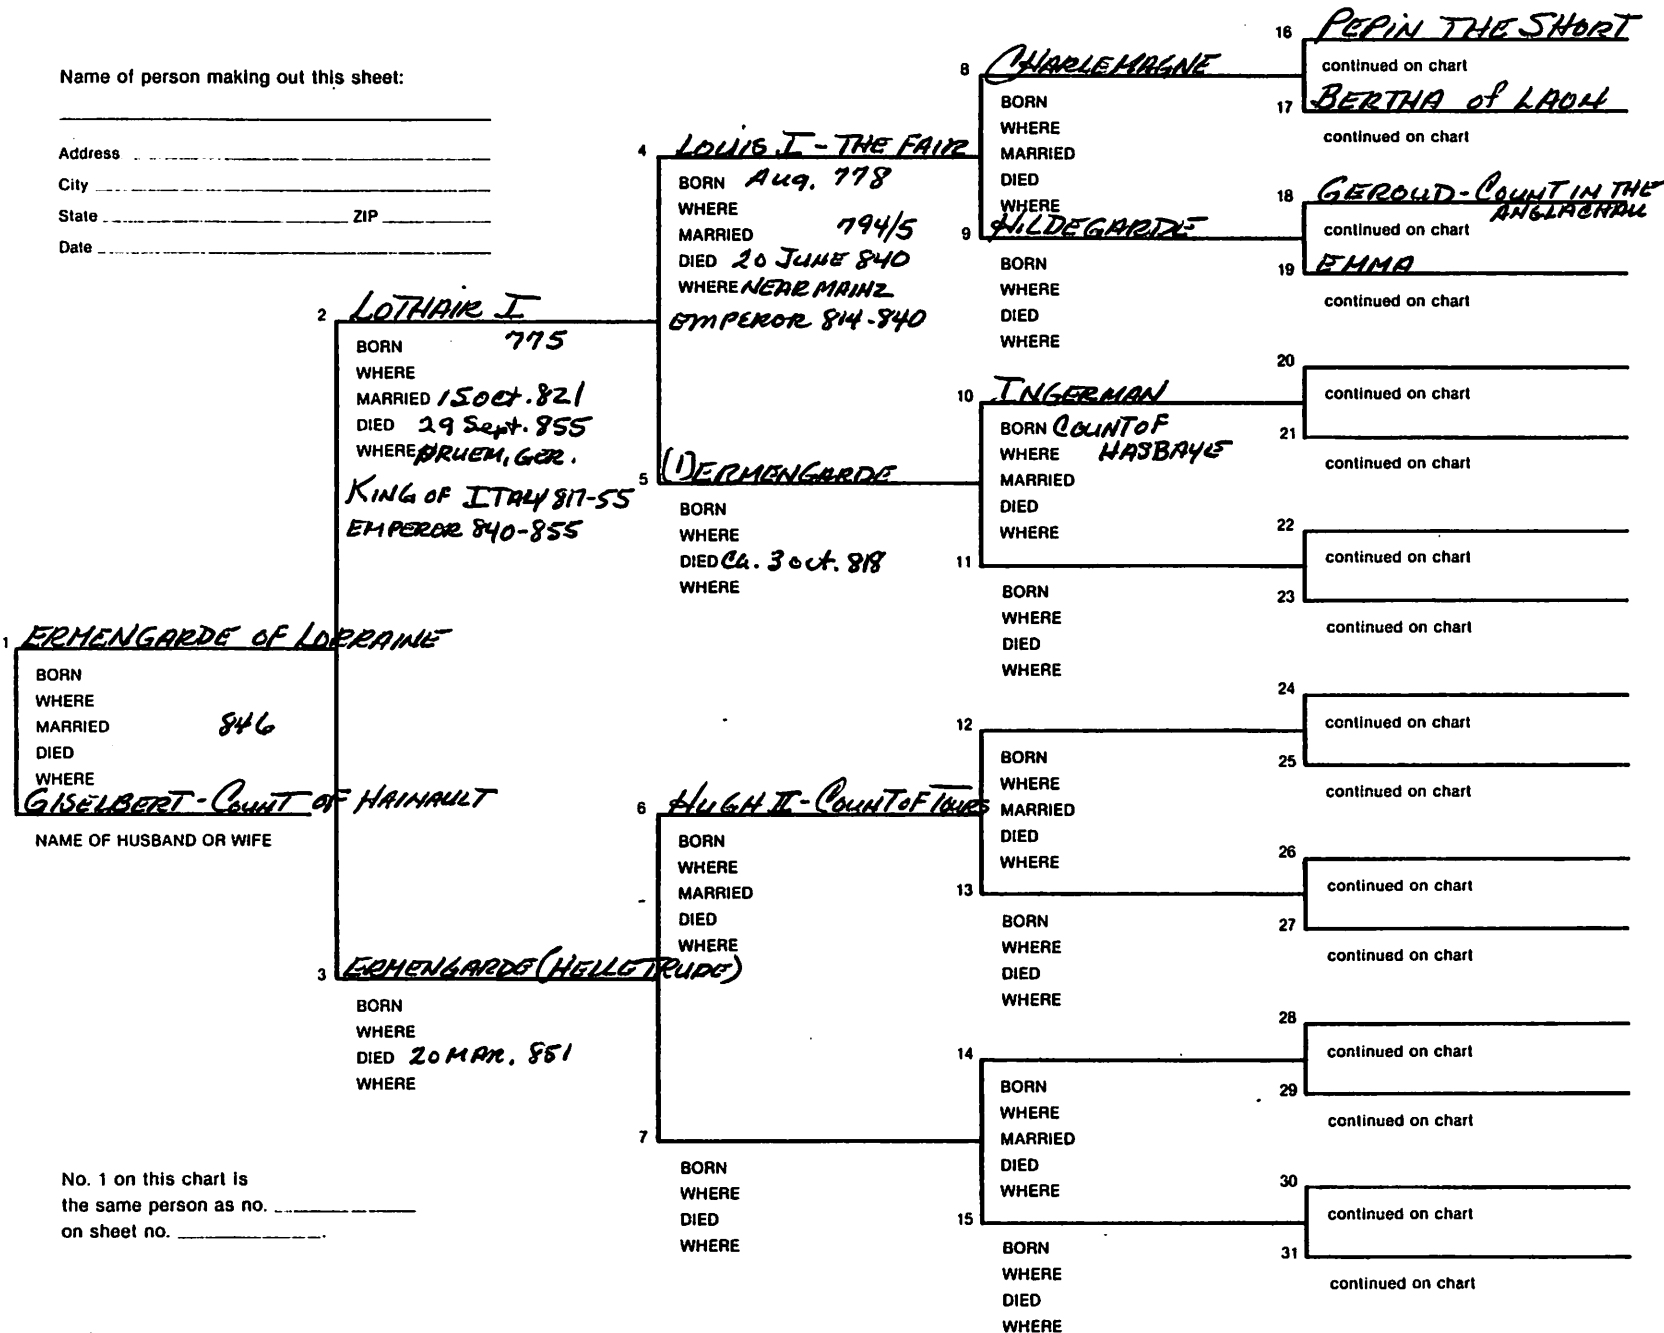 Name of person making out this sheet:
Address
City
State ZIP
Date
1 ERMENGARDE OF LORRAINE
BORN
WHERE
MARRIED 846
DIED
WHERE
GISELBERT - COUNT OF HAINAULT
NAME OF HUSBAND OR WIFE
2 LOTHAIR I
BORN 775
WHERE
MARRIED 15 Oct. 821
DIED 29 Sept. 855
WHERE PRUEM, GER.
KING OF ITALY 817-55
EMPEROR 840-855
3 ERMENGARDE (HELLETRUDE)
BORN
WHERE
DIED 20 MAR. 851
WHERE
4 LOUIS I - THE FAIR
BORN Aug. 778
WHERE
MARRIED 794/5
DIED 20 JUNE 840
WHERE NEAR MAINZ
EMPEROR 814-840
5 (1) ERMENGARDE
BORN
WHERE
DIED Ca. 3 oct. 818
WHERE
6 HUGH II - COUNT OF TOURS
BORN
WHERE
MARRIED
DIED
WHERE
7
BORN
WHERE
DIED
WHERE
8 CHARLEMAGNE
BORN
WHERE
MARRIED
DIED
WHERE
9 HILDEGARDE
BORN
WHERE
DIED
WHERE
10 INGERMAN
BORN COUNT OF
WHERE HASBAYE
MARRIED
DIED
WHERE
11
BORN
WHERE
DIED
WHERE
12
BORN
WHERE
MARRIED
DIED
WHERE
13
BORN
WHERE
DIED
WHERE
14
BORN
WHERE
MARRIED
DIED
WHERE
15
BORN
WHERE
DIED
WHERE
16 PEPIN THE SHORT
continued on chart
17 BERTHA of LAON
continued on chart
18 GEROUD - COUNT IN THE
ANGLACHAU
continued on chart
19 EMMA
continued on chart
20
continued on chart
21
continued on chart
22
continued on chart
23
continued on chart
24
continued on chart
25
continued on chart
26
continued on chart
27
continued on chart
28
continued on chart
29
continued on chart
30
continued on chart
31
continued on chart
No. 1 on this chart is
the same person as no.
on sheet no.